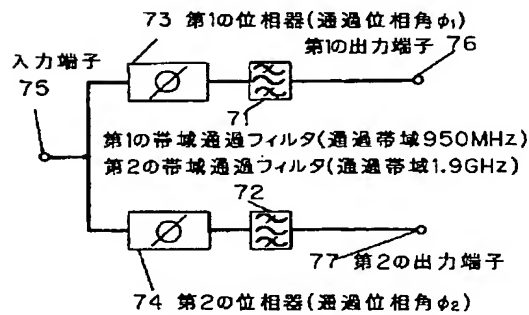 73 第1の位相器(通過位相角φ₁)
第1の出力端子 76
入力端子
75
71
第1の帯域通過フィルタ(通過帯域950MHz)
第2の帯域通過フィルタ(通過帯域1.9GHz)
72
77 第2の出力端子
74 第2の位相器(通過位相角φ₂)